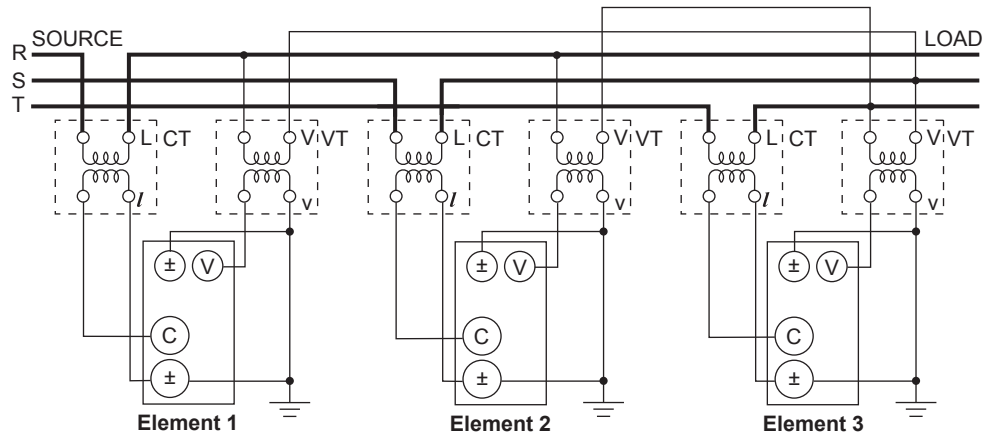 SOURCE LOAD
R
S
T
L CT V VT L CT V VT L CT V VT
l v l v l v
± V ± V ± V
C C C
± ± ±
Element 1 Element 2 Element 3